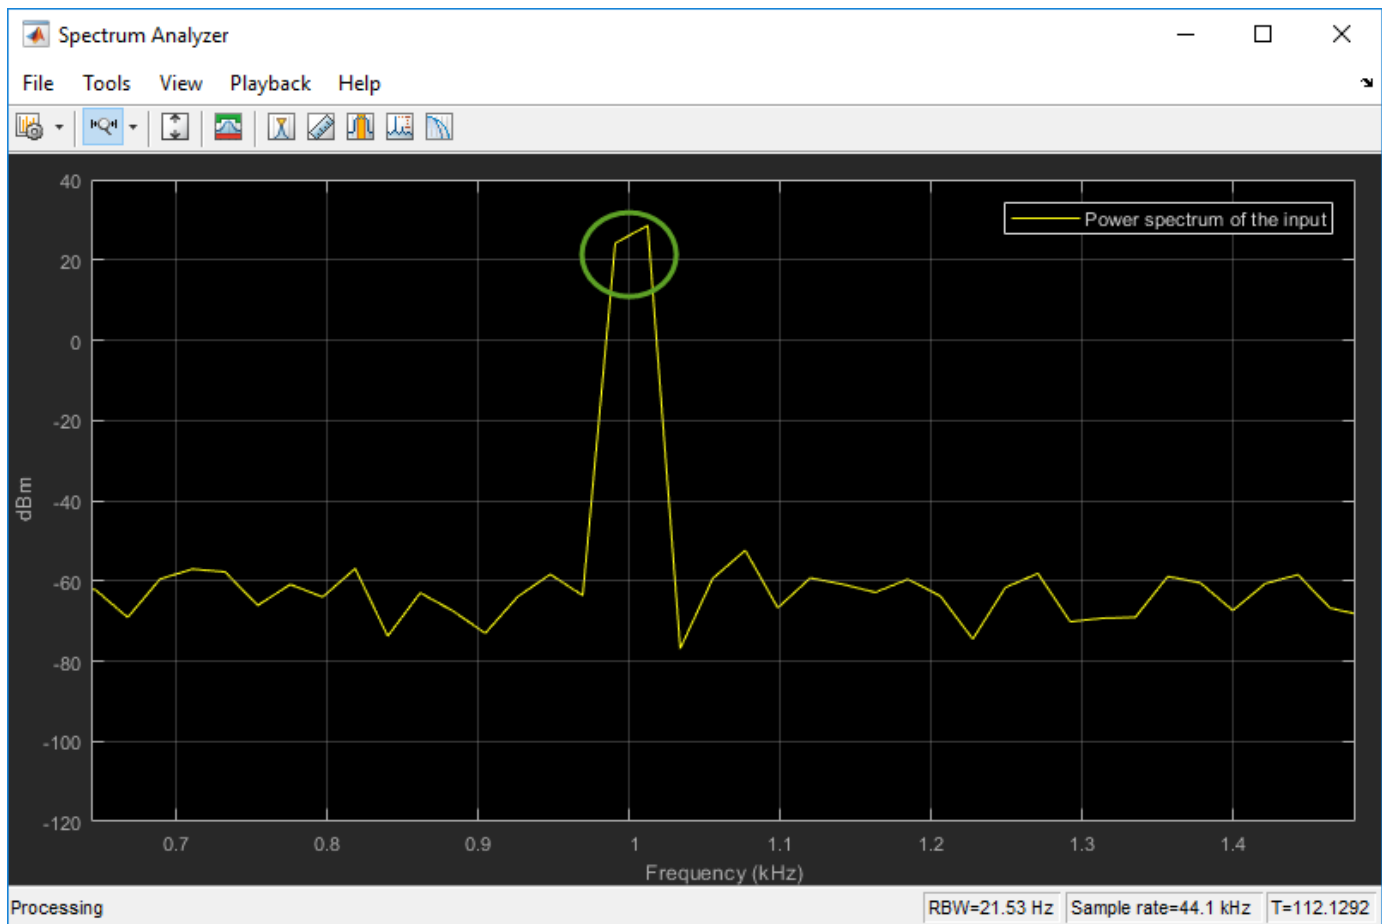 Spectrum Analyzer
File Tools View Playback Help
Power spectrum of the input
40
20
0
-20
-40
-60
-80
-100
-120
dBm
0.7 0.8 0.9 1 1.1 1.2 1.3 1.4
Frequency (kHz)
Processing RBW=21.53 Hz Sample rate=44.1 kHz T=112.1292